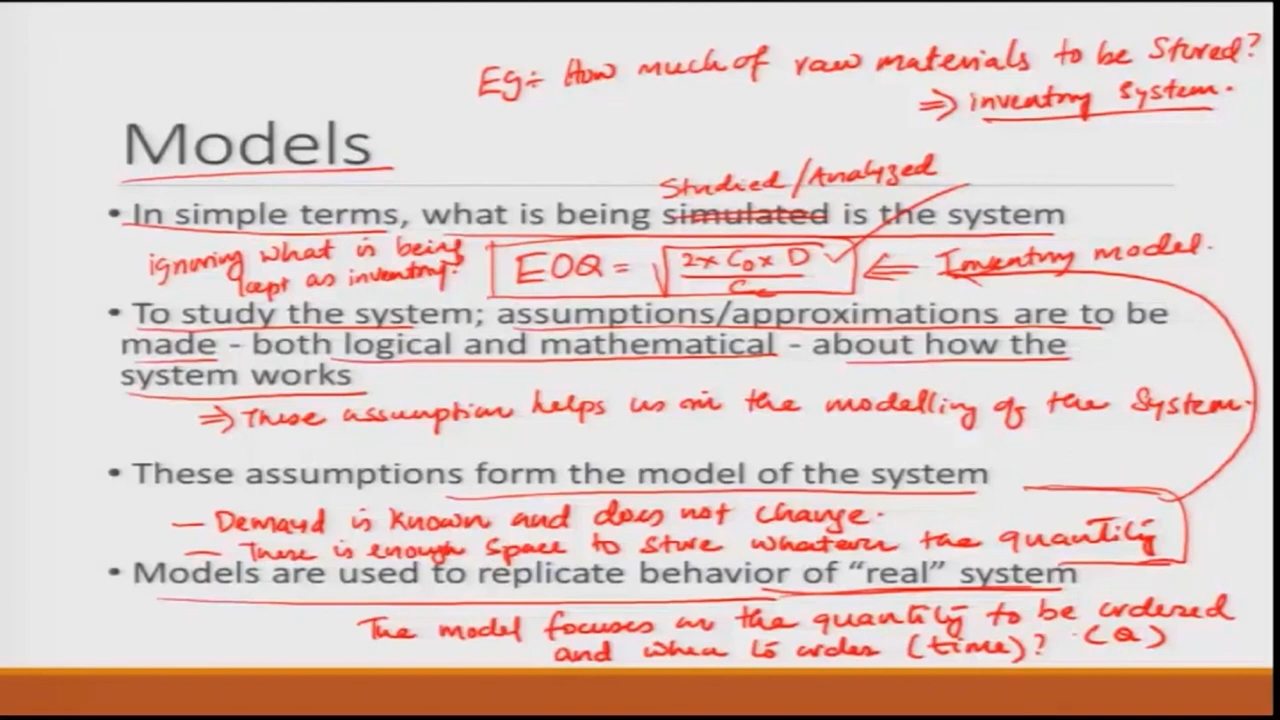 Eg÷ How much of raw materials to be Stored?
⇒ inventry System.
Models
Studied/Analyzed
• In simple terms, what is being simulated is the system
ignoring what is being
kept as inventory?
EOQ = √(2 x Co x D / Cc)
⇐ Inventry model.
• To study the system; assumptions/approximations are to be
made - both logical and mathematical - about how the
system works
⇒ These assumption helps us in the modelling of the System.
• These assumptions form the model of the system
— Demand is known and does not change.
— There is enough space to store whatever the quantity
• Models are used to replicate behavior of “real” system
The model focuses on the quantity to be ordered
and when to order (time)? (Q)